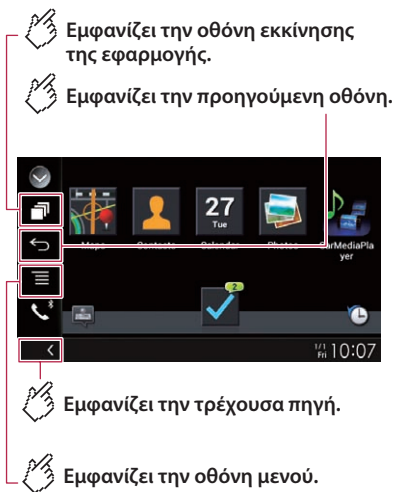 Εμφανίζει την οθόνη εκκίνησης
της εφαρμογής.
Εμφανίζει την προηγούμενη οθόνη.
27
Tue
Maps
Contacts
Calendar
Photos
CarMediaPla
yer
2
1/1
Fri
10:07
Εμφανίζει την τρέχουσα πηγή.
Εμφανίζει την οθόνη μενού.